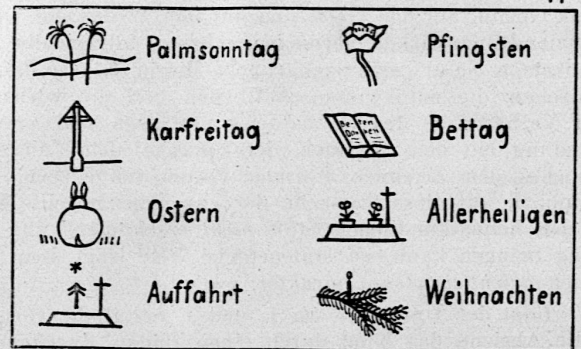 Palmsonntag
Karfreitag
Ostern
Auffahrt
Pfingsten
Bettag
Allerheiligen
Weihnachten